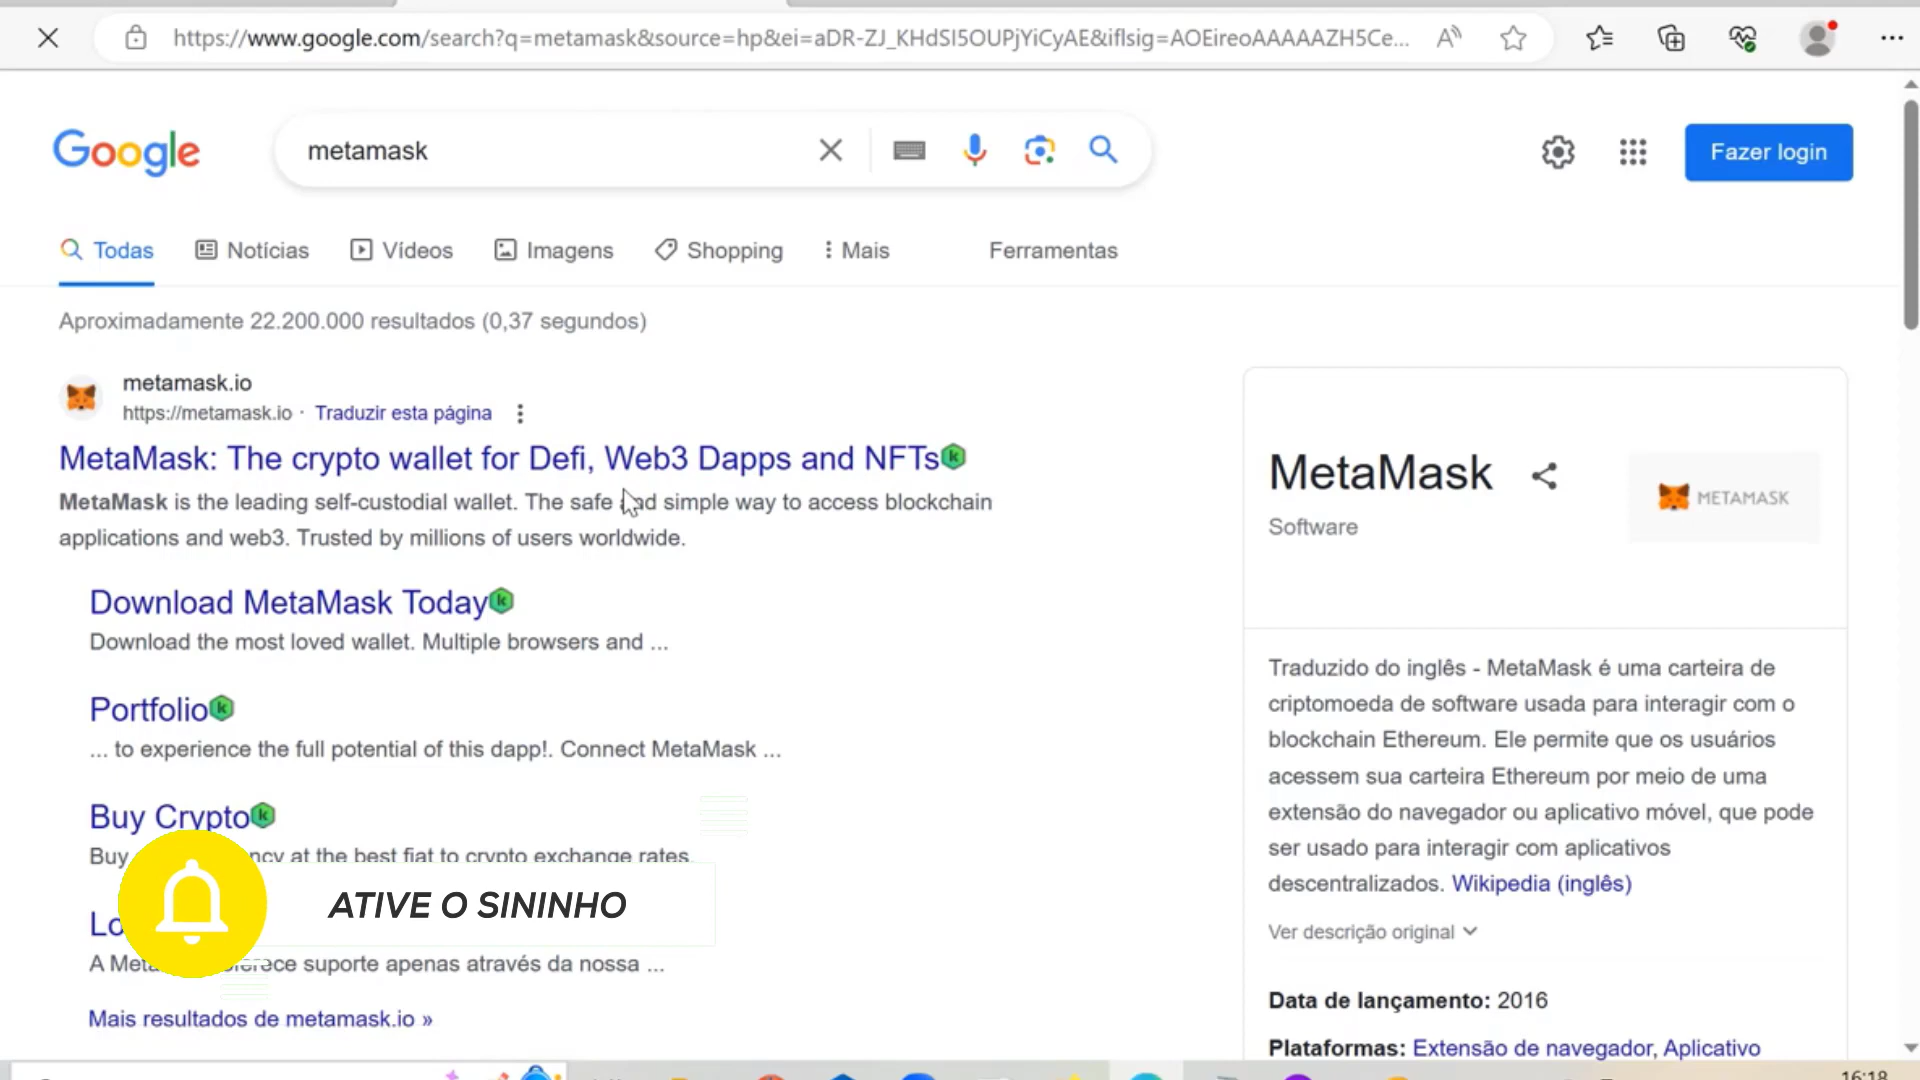 https://www.google.com/search?q=metamask&source=hp&ei=aDR-ZJ_KHdSI5OUPjYiCyAE&iflsig=AOEireoAAAAAZH5Ce...
Google
metamask
Fazer login
Todas
Notícias
Vídeos
Imagens
Shopping
Mais
Ferramentas
Aproximadamente 22.200.000 resultados (0,37 segundos)
metamask.io
https://metamask.io · Traduzir esta página
MetaMask: The crypto wallet for Defi, Web3 Dapps and NFTs
MetaMask is the leading self-custodial wallet. The safe and simple way to access blockchain
applications and web3. Trusted by millions of users worldwide.
Download MetaMask Today
Download the most loved wallet. Multiple browsers and ...
Portfolio
... to experience the full potential of this dapp!. Connect MetaMask ...
Buy Crypto
Buy at the best fiat to crypto exchange rates.
ATIVE O SININHO
A suporte apenas através da nossa ...
Mais resultados de metamask.io »
MetaMask
Software
METAMASK
Traduzido do inglês - MetaMask é uma carteira de
criptomoeda de software usada para interagir com o
blockchain Ethereum. Ele permite que os usuários
acessem sua carteira Ethereum por meio de uma
extensão do navegador ou aplicativo móvel, que pode
ser usado para interagir com aplicativos
descentralizados. Wikipedia (inglês)
Ver descrição original
Data de lançamento: 2016
Plataformas: Extensão de navegador, Aplicativo
16:18